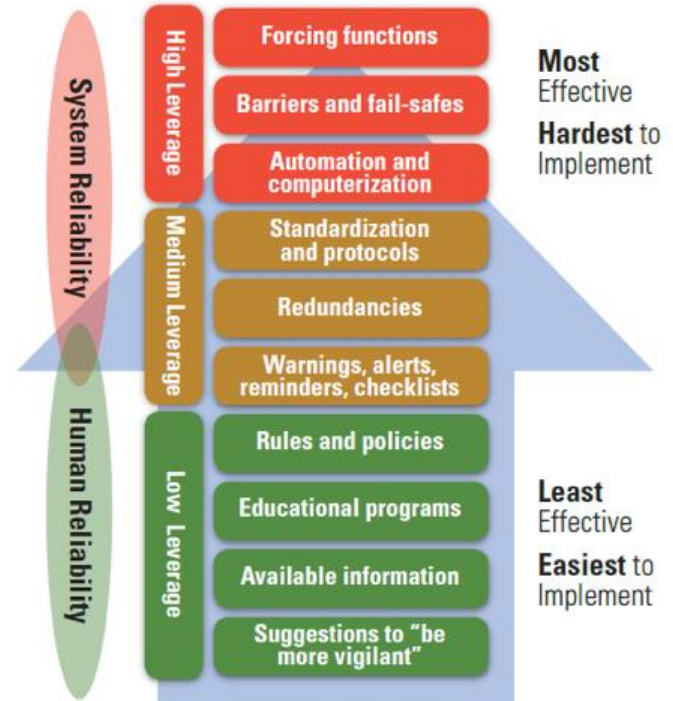 System Reliability
Human Reliability
High Leverage
Medium Leverage
Low Leverage
Forcing functions
Barriers and fail-safes
Automation and
computerization
Standardization
and protocols
Redundancies
Warnings, alerts,
reminders, checklists
Rules and policies
Educational programs
Available information
Suggestions to “be
more vigilant”
Most
Effective
Hardest to
Implement
Least
Effective
Easiest to
Implement